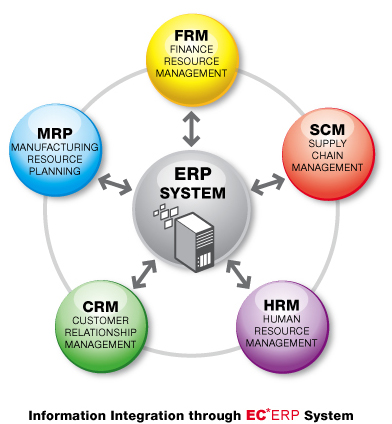 FRM
FINANCE
RESOURCE
MANAGEMENT
MRP
MANUFACTURING
RESOURCE
PLANNING
SCM
SUPPLY
CHAIN
MANAGEMENT
ERP
SYSTEM
CRM
CUSTOMER
RELATIONSHIP
MANAGEMENT
HRM
HUMAN
RESOURCE
MANAGEMENT
Information Integration through EC*ERP System